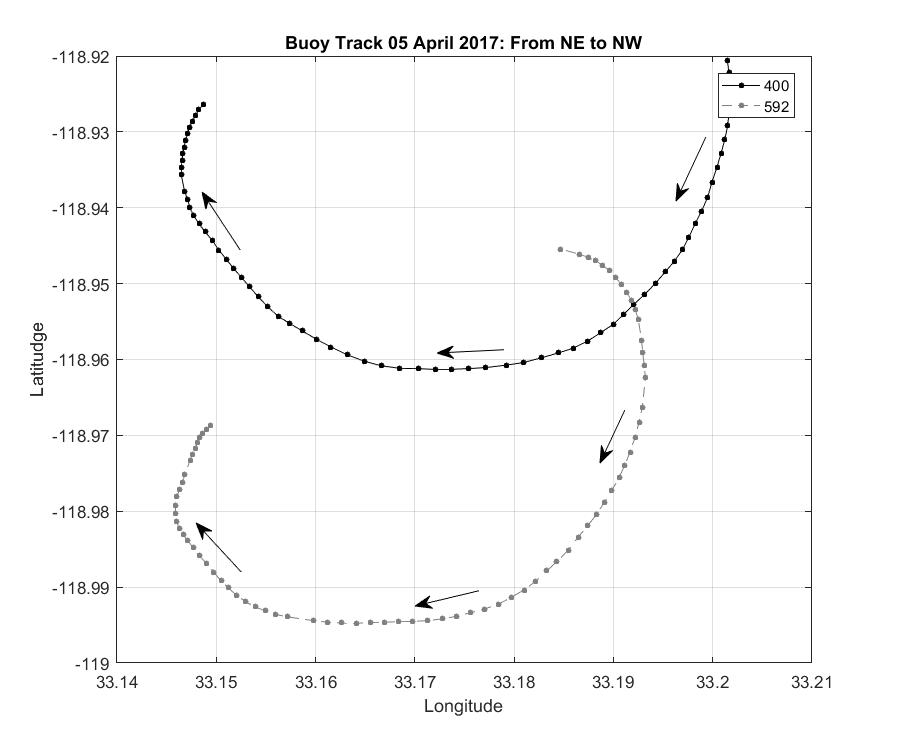 Buoy Track 05 April 2017: From NE to NW
-118.92
400
592
-118.93
-118.94
-118.95
-118.96
-118.97
-118.98
-118.99
-119
Latitudge
33.14 33.15 33.16 33.17 33.18 33.19 33.2 33.21
Longitude